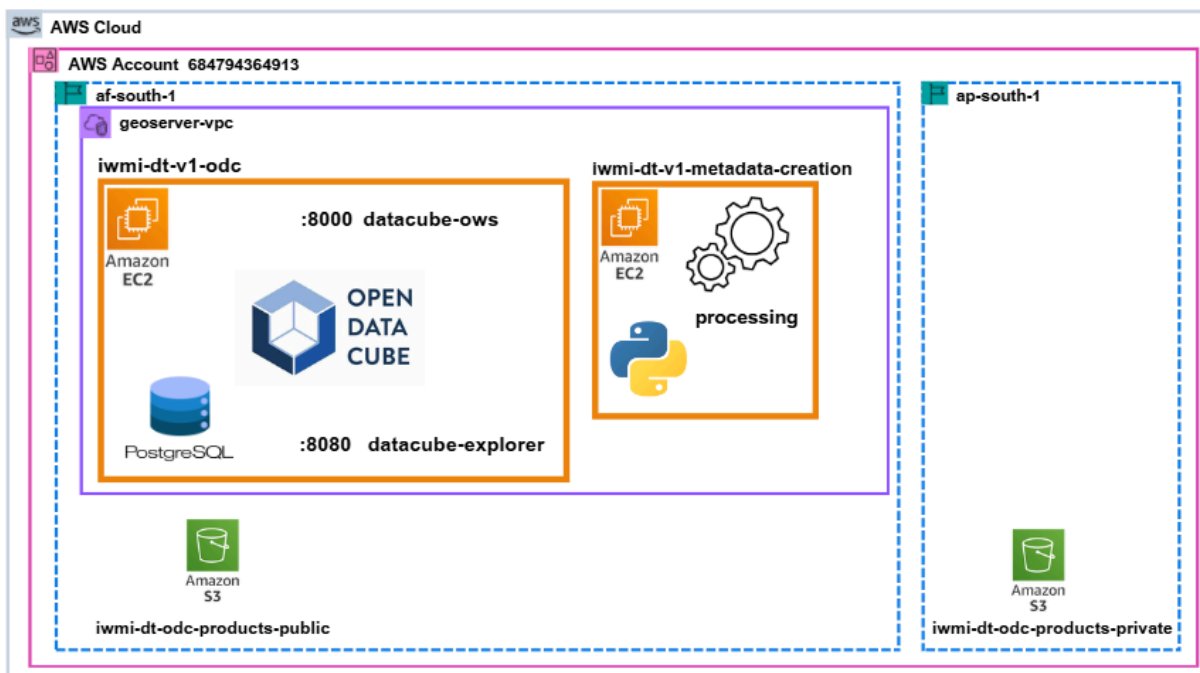 aws
AWS Cloud
AWS Account 684794364913
af-south-1
geoserver-vpc
iwmi-dt-v1-odc
Amazon
EC2
:8000 datacube-ows
OPEN
DATA
CUBE
PostgreSQL
:8080 datacube-explorer
iwmi-dt-v1-metadata-creation
Amazon
EC2
processing
Amazon
S3
iwmi-dt-odc-products-public
ap-south-1
Amazon
S3
iwmi-dt-odc-products-private